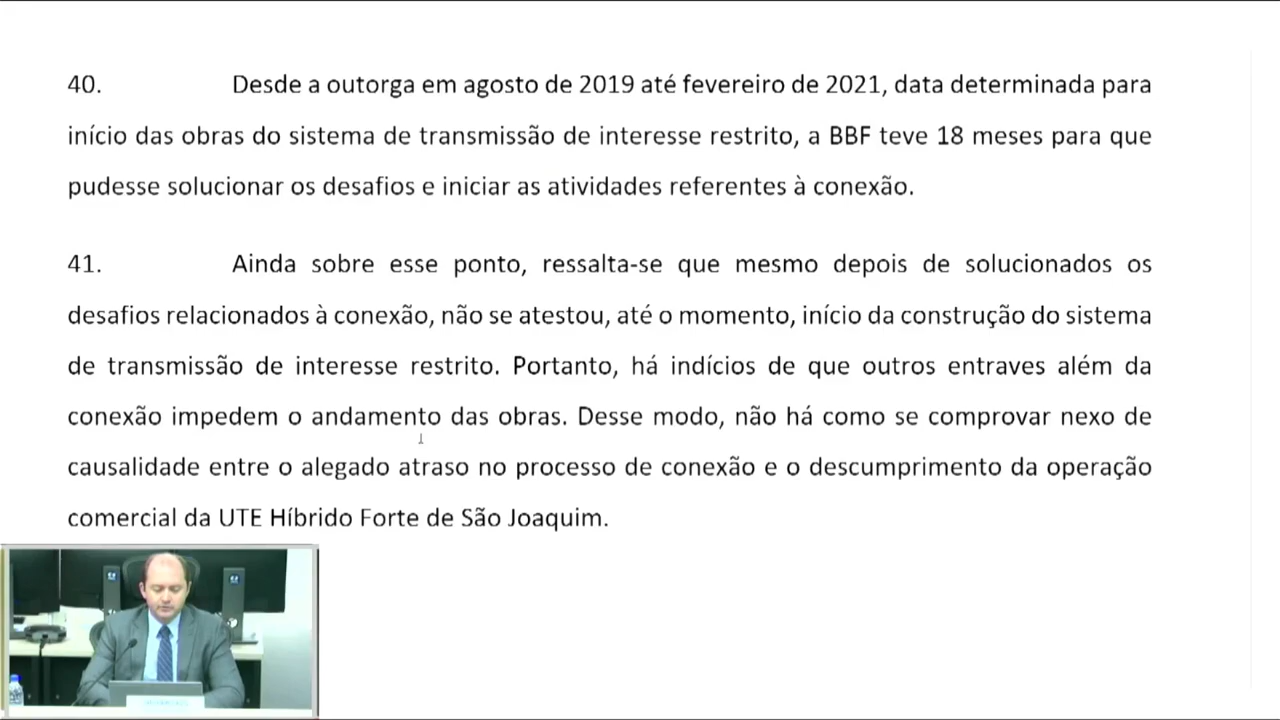 40. Desde a outorga em agosto de 2019 até fevereiro de 2021, data determinada para
início das obras do sistema de transmissão de interesse restrito, a BBF teve 18 meses para que
pudesse solucionar os desafios e iniciar as atividades referentes à conexão.
41. Ainda sobre esse ponto, ressalta-se que mesmo depois de solucionados os
desafios relacionados à conexão, não se atestou, até o momento, início da construção do sistema
de transmissão de interesse restrito. Portanto, há indícios de que outros entraves além da
conexão impedem o andamento das obras. Desse modo, não há como se comprovar nexo de
causalidade entre o alegado atraso no processo de conexão e o descumprimento da operação
comercial da UTE Híbrido Forte de São Joaquim.